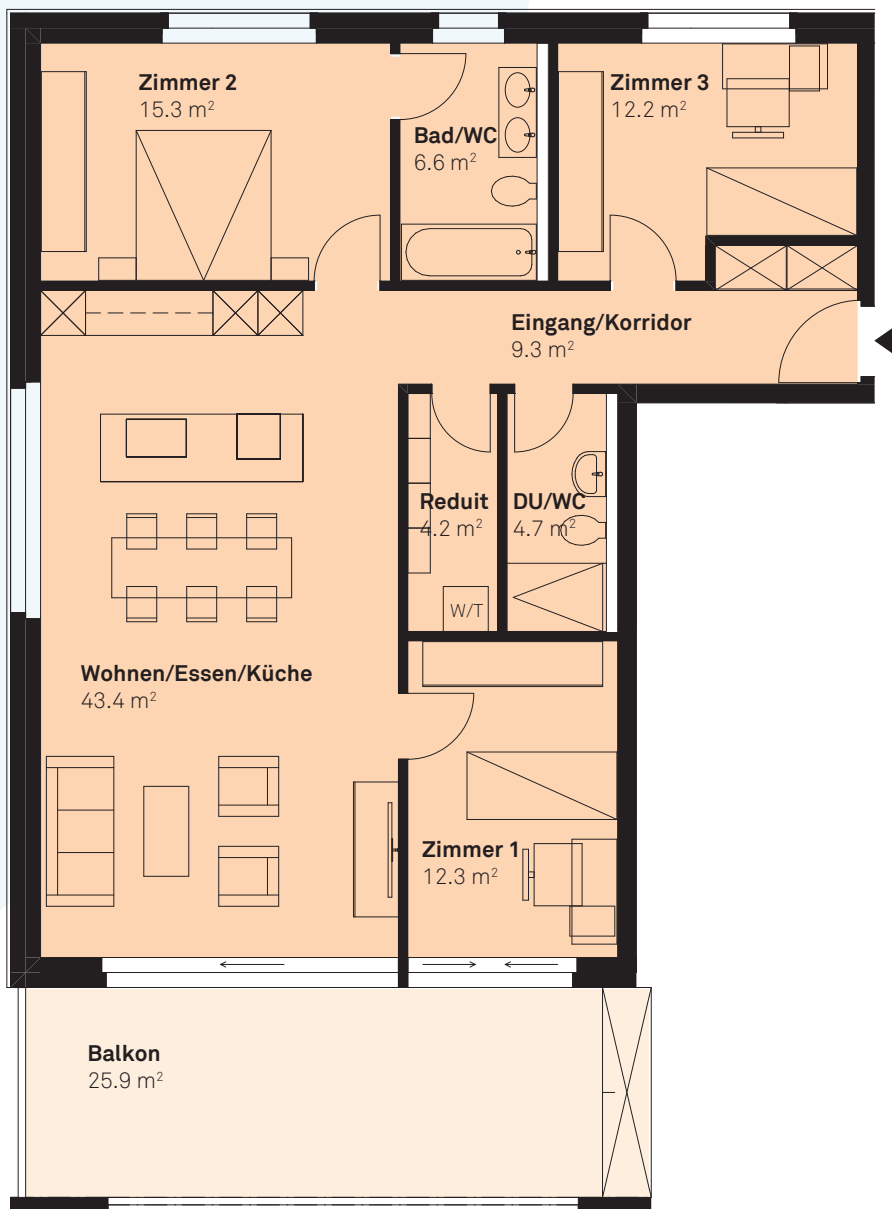 Zimmer 2
15.3 m²
Bad/WC
6.6 m²
Zimmer 3
12.2 m²
Eingang/Korridor
9.3 m²
Reduit
4.2 m²
DU/WC
4.7 m²
W/T
Wohnen/Essen/Küche
43.4 m²
Zimmer 1
12.3 m²
Balkon
25.9 m²